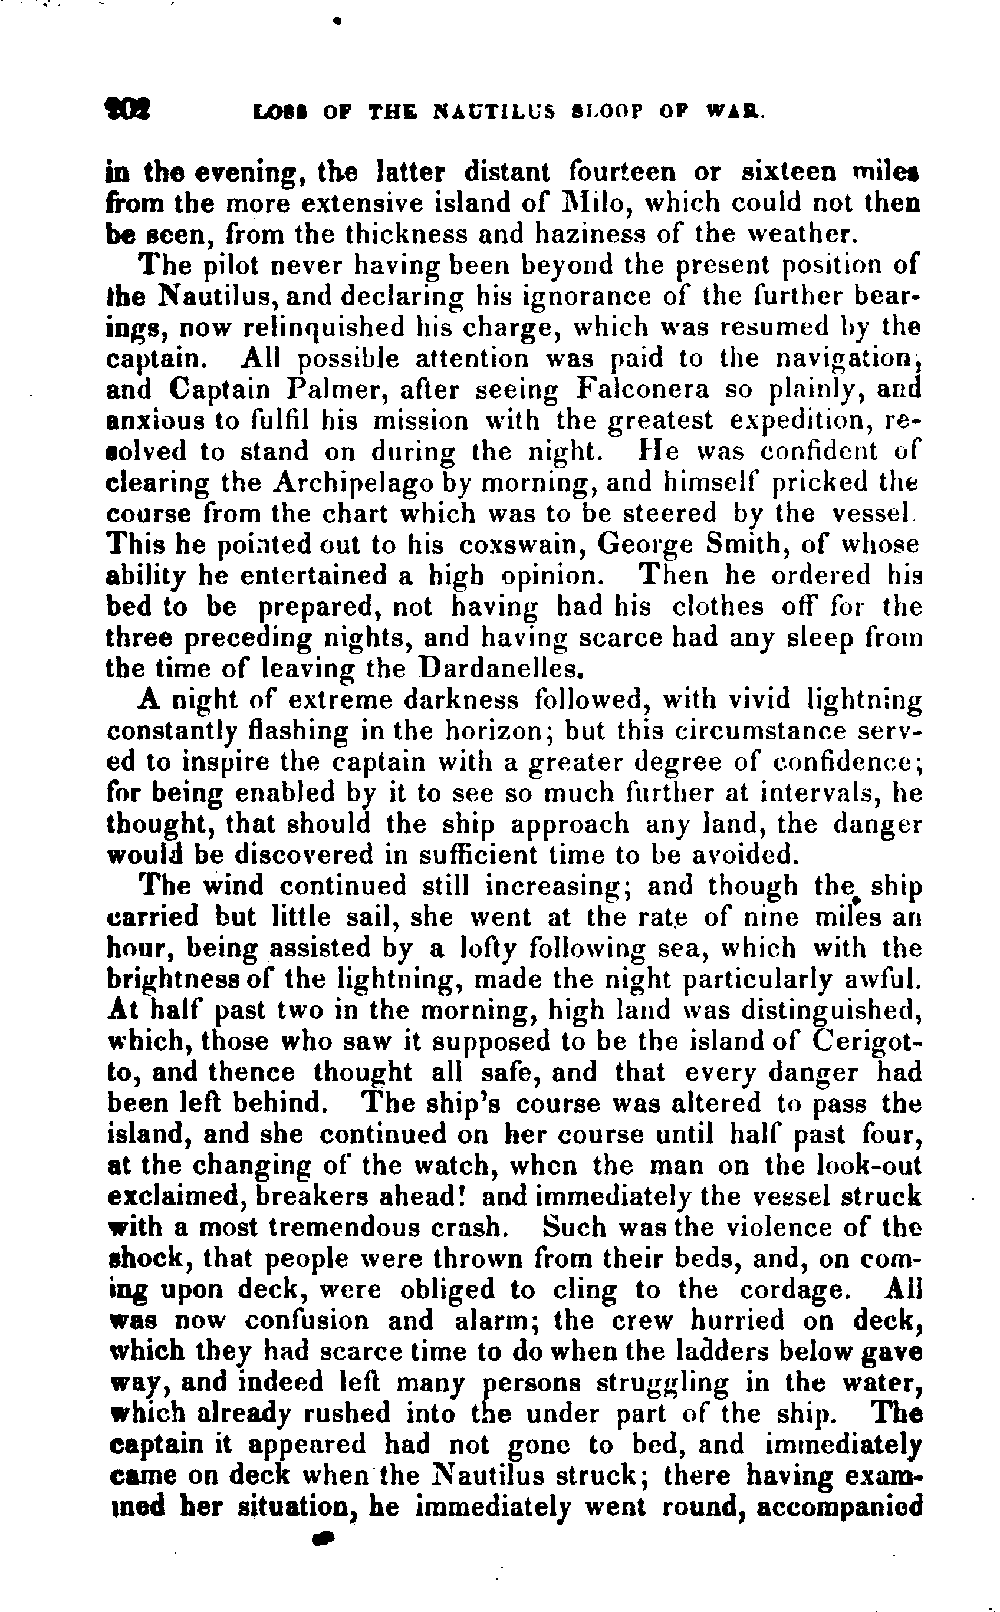 202 LOSS OF THE NAUTILUS SLOOP OF WAR.
in the evening, the latter distant fourteen or sixteen miles
from the more extensive island of Milo, which could not then
be seen, from the thickness and haziness of the weather.
The pilot never having been beyond the present position of
the Nautilus, and declaring his ignorance of the further bear-
ings, now relinquished his charge, which was resumed by the
captain. All possible attention was paid to the navigation,
and Captain Palmer, after seeing Falconera so plainly, and
anxious to fulfil his mission with the greatest expedition, re-
solved to stand on during the night. He was confident of
clearing the Archipelago by morning, and himself pricked the
course from the chart which was to be steered by the vessel.
This he pointed out to his coxswain, George Smith, of whose
ability he entertained a high opinion. Then he ordered his
bed to be prepared, not having had his clothes off for the
three preceding nights, and having scarce had any sleep from
the time of leaving the Dardanelles.
A night of extreme darkness followed, with vivid lightning
constantly flashing in the horizon; but this circumstance serv-
ed to inspire the captain with a greater degree of confidence;
for being enabled by it to see so much further at intervals, he
thought, that should the ship approach any land, the danger
would be discovered in sufficient time to be avoided.
The wind continued still increasing; and though the ship
carried but little sail, she went at the rate of nine miles an
hour, being assisted by a lofty following sea, which with the
brightness of the lightning, made the night particularly awful.
At half past two in the morning, high land was distinguished,
which, those who saw it supposed to be the island of Cerigot-
to, and thence thought all safe, and that every danger had
been left behind. The ship's course was altered to pass the
island, and she continued on her course until half past four,
at the changing of the watch, when the man on the look-out
exclaimed, breakers ahead! and immediately the vessel struck
with a most tremendous crash. Such was the violence of the
shock, that people were thrown from their beds, and, on com-
ing upon deck, were obliged to cling to the cordage. All
was now confusion and alarm; the crew hurried on deck,
which they had scarce time to do when the ladders below gave
way, and indeed left many persons struggling in the water,
which already rushed into the under part of the ship. The
captain it appeared had not gone to bed, and immediately
came on deck when the Nautilus struck; there having exam-
ined her situation, he immediately went round, accompanied